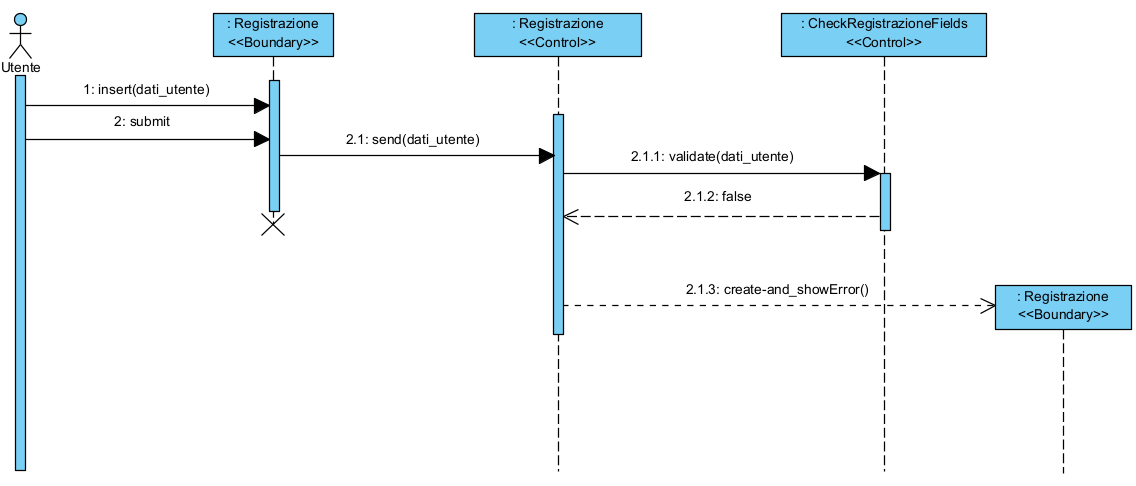 : Registrazione
<<Boundary>>
: Registrazione
<<Control>>
: CheckRegistrazioneFields
<<Control>>
Utente
1: insert(dati_utente)
2: submit
2.1: send(dati_utente)
2.1.1: validate(dati_utente)
2.1.2: false
2.1.3: create-and_showError()
: Registrazione
<<Boundary>>